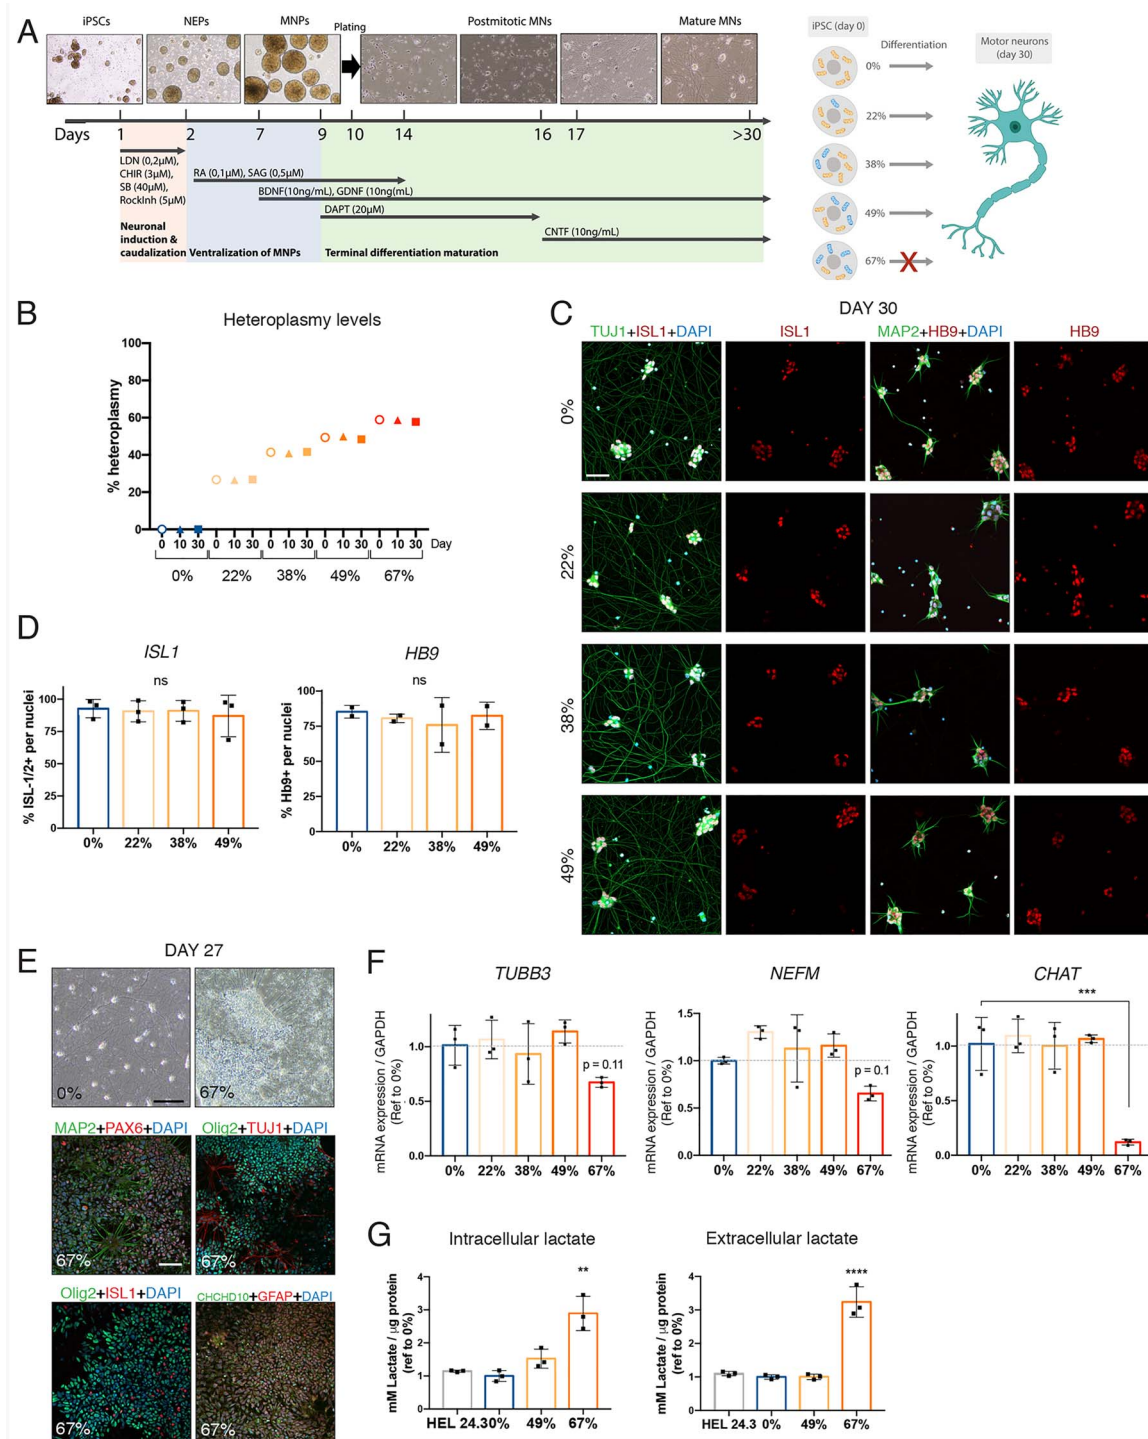 A
iPSCs
NEPs
MNPs
Plating
Postmitotic MNs
Mature MNs
Days
1
2
7
9
10
14
16
17
>30
LDN (0,2µM),
CHIR (3µM),
SB (40µM),
RockInh (5µM)
RA (0,1µM), SAG (0,5µM)
BDNF(10ng/mL), GDNF (10ng(mL)
DAPT (20µM)
CNTF (10ng/mL)
Neuronal
induction &
caudalization
Ventralization of MNPs
Terminal differentiation maturation
iPSC (day 0)
Differentiation
Motor neurons
(day 30)
0%
22%
38%
49%
67%
X
B
Heteroplasmy levels
% heteroplasmy
100
80
60
40
20
0
0 10 30 0 10 30 0 10 30 0 10 30 0 10 30 Day
0% 22% 38% 49% 67%
C
DAY 30
TUJ1+ISL1+DAPI
ISL1
MAP2+HB9+DAPI
HB9
0%
22%
38%
49%
D
ISL1
ns
% ISL-1/2+ per nuclei
100
75
50
25
0
0% 22% 38% 49%
HB9
ns
% Hb9+ per nuclei
100
75
50
25
0
0% 22% 38% 49%
E
DAY 27
0%
67%
MAP2+PAX6+DAPI
Olig2+TUJ1+DAPI
67%
67%
Olig2+ISL1+DAPI
CHCHD10+GFAP+DAPI
67%
67%
F
TUBB3
mRNA expression / GAPDH
(Ref to 0%)
1.0
0.5
0.0
p = 0.11
0% 22% 38% 49% 67%
NEFM
mRNA expression / GAPDH
(Ref to 0%)
1.5
1.0
0.5
0.0
p = 0.1
0% 22% 38% 49% 67%
CHAT
***
mRNA expression / GAPDH
(Ref to 0%)
1.0
0.5
0.0
0% 22% 38% 49% 67%
G
Intracellular lactate
mM Lactate / µg protein
(ref to 0%)
4
3
2
1
0
**
HEL 24.3 0% 49% 67%
Extracellular lactate
mM Lactate / µg protein
(ref to 0%)
4
3
2
1
0
****
HEL 24.3 0% 49% 67%